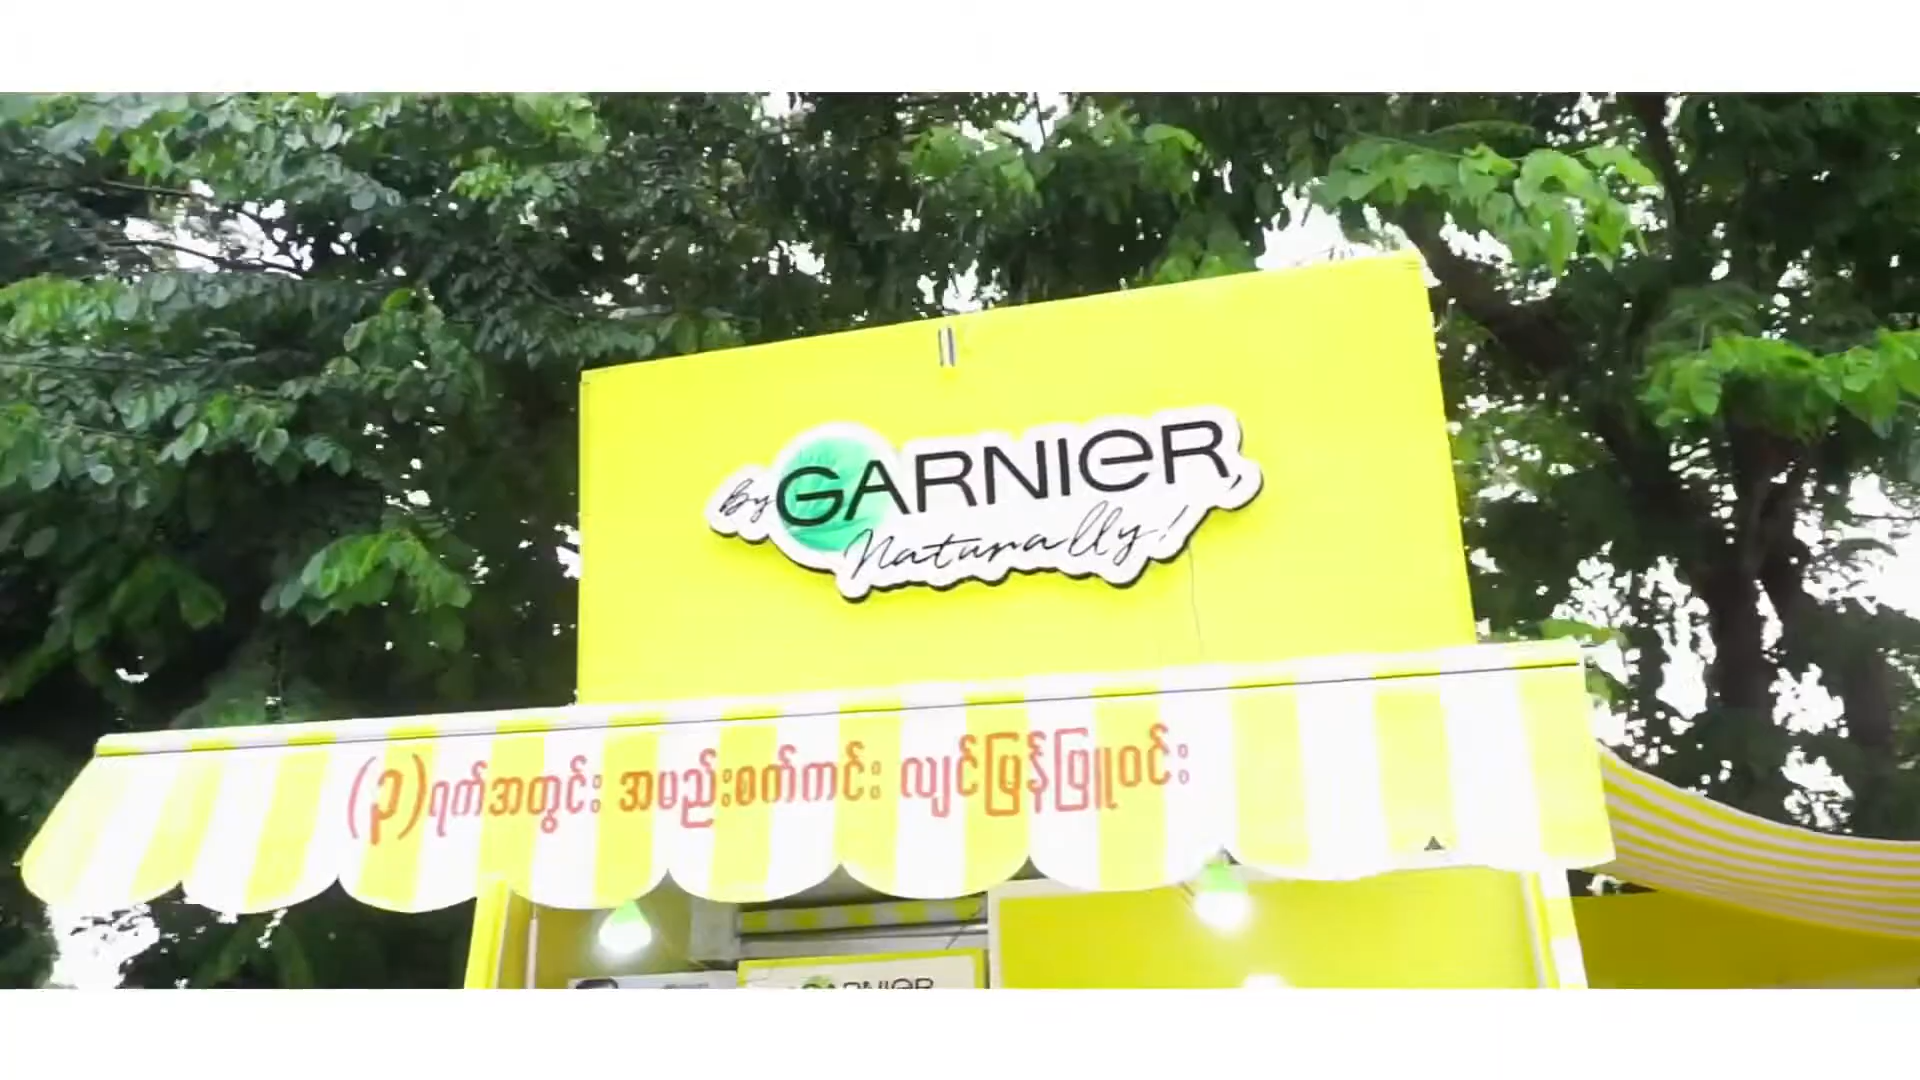 By GARNIER,
Naturally!
(၃)ရက်အတွင်း အမည်းစက်ကင်း လျင်မြန်ဖြူဝင်း
GARNIER